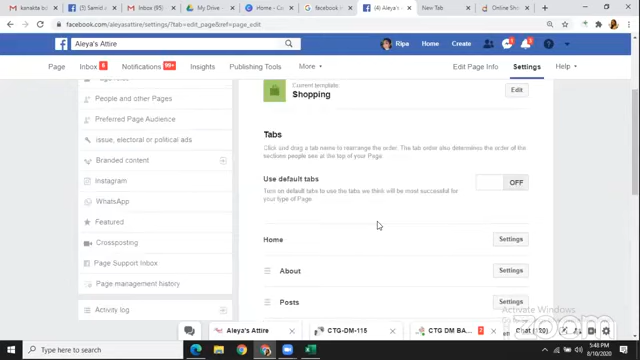 kanakta b
(4) Samid
Inbox (95)
My Drive -
Home – C
facebook r
(4) Aleya's
New Tab
Online Sho
facebook.com/aleyasattire/settings/?tab=edit_page&ref=page_edit
Aleya's Attire
Ripa
Home
Create
Page
Inbox 6
Notifications 99+
Insights
Publishing Tools
More
Edit Page Info
Settings
Help
People and other Pages
Preferred Page Audience
issue, electoral or political ads
Branded content
Instagram
WhatsApp
Featured
Crossposting
Page Support Inbox
Page management history
Activity log
Current template:
Shopping
Edit
Tabs
Click and drag a tab name to rearrange the order. The tab order also determines the order of the
sections people see at the top of your Page.
Use default tabs
OFF
Turn on default tabs to use the tabs we think will be most successful for
your type of Page
Home
Settings
About
Settings
Posts
Settings
Activate Windows
zoom
Aleya's Attire
CTG-DM-115
CTG DM BA...
Chat (120)
Type here to search
5:48 PM
8/10/2020